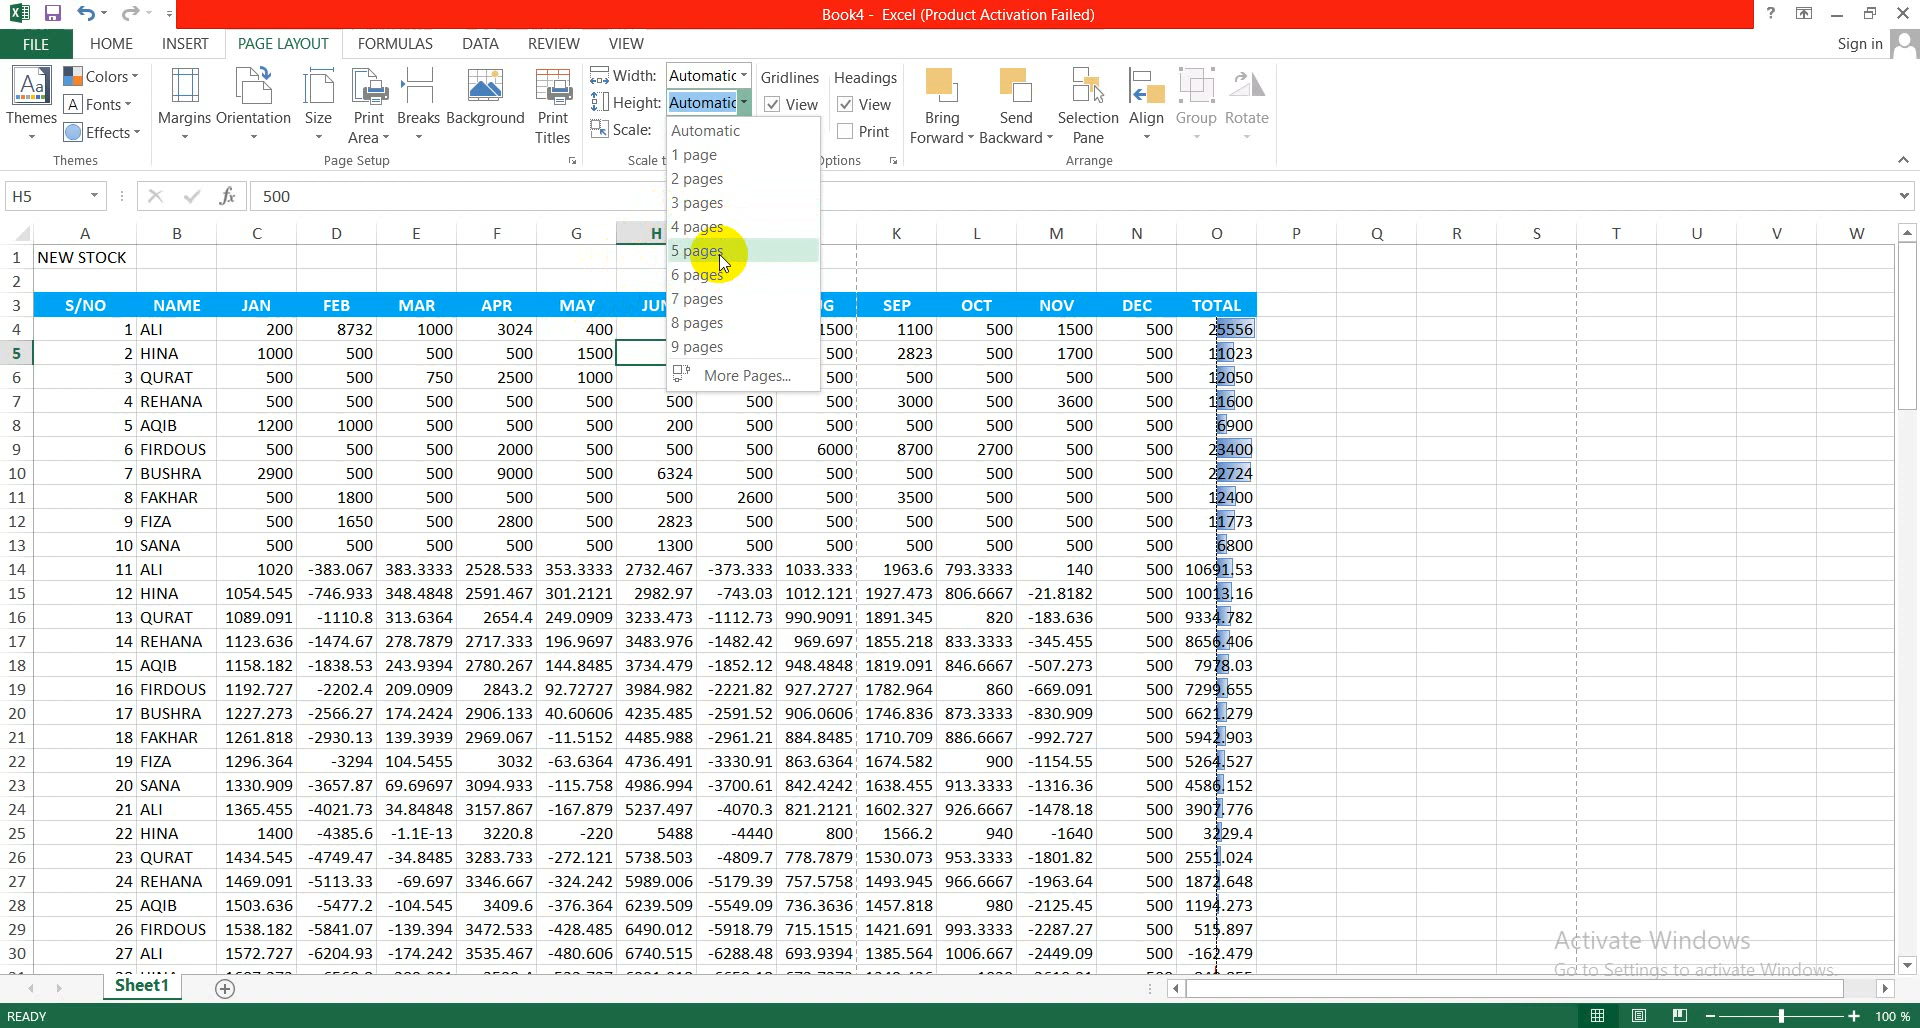 Book4 - Excel (Product Activation Failed)
?
FILE HOME INSERT PAGE LAYOUT FORMULAS DATA REVIEW VIEW Sign in
Aa Colors Width: Automatic Gridlines Headings
A Fonts Height: Automatic View View
Themes Effects Margins Orientation Size Print Area Breaks Background Print Titles Scale: Print Bring Forward Send Backward Selection Pane Align Group Rotate
Themes Page Setup Scale t Options Arrange
Automatic
1 page
2 pages
3 pages
4 pages
5 pages
6 pages
7 pages
8 pages
9 pages
More Pages...
H5 fx 500
A B C D E F G H K L M N O P Q R S T U V W
1 NEW STOCK
2
3 S/NO NAME JAN FEB MAR APR MAY JUN SEP OCT NOV DEC TOTAL
4 1 ALI 200 8732 1000 3024 400 1500 1100 500 1500 500 25556
5 2 HINA 1000 500 500 500 1500 500 2823 500 1700 500 11023
6 3 QURAT 500 500 750 2500 1000 500 500 500 500 500 12050
7 4 REHANA 500 500 500 500 500 500 500 500 3000 500 3600 500 11600
8 5 AQIB 1200 1000 500 500 500 200 500 500 500 500 500 500 6900
9 6 FIRDOUS 500 500 500 2000 500 500 500 6000 8700 2700 500 500 23400
10 7 BUSHRA 2900 500 500 9000 500 6324 500 500 500 500 500 500 22724
11 8 FAKHAR 500 1800 500 500 500 500 2600 500 3500 500 500 500 12400
12 9 FIZA 500 1650 500 2800 500 2823 500 500 500 500 500 500 11773
13 10 SANA 500 500 500 500 500 1300 500 500 500 500 500 500 6800
14 11 ALI 1020 -383.067 383.3333 2528.533 353.3333 2732.467 -373.333 1033.333 1963.6 793.3333 140 500 10691.53
15 12 HINA 1054.545 -746.933 348.4848 2591.467 301.2121 2982.97 -743.03 1012.121 1927.473 806.6667 -21.8182 500 10013.16
16 13 QURAT 1089.091 -1110.8 313.6364 2654.4 249.0909 3233.473 -1112.73 990.9091 1891.345 820 -183.636 500 9334.782
17 14 REHANA 1123.636 -1474.67 278.7879 2717.333 196.9697 3483.976 -1482.42 969.697 1855.218 833.3333 -345.455 500 8656.406
18 15 AQIB 1158.182 -1838.53 243.9394 2780.267 144.8485 3734.479 -1852.12 948.4848 1819.091 846.6667 -507.273 500 7978.03
19 16 FIRDOUS 1192.727 -2202.4 209.0909 2843.2 92.72727 3984.982 -2221.82 927.2727 1782.964 860 -669.091 500 7299.655
20 17 BUSHRA 1227.273 -2566.27 174.2424 2906.133 40.60606 4235.485 -2591.52 906.0606 1746.836 873.3333 -830.909 500 6621.279
21 18 FAKHAR 1261.818 -2930.13 139.3939 2969.067 -11.5152 4485.988 -2961.21 884.8485 1710.709 886.6667 -992.727 500 5942.903
22 19 FIZA 1296.364 -3294 104.5455 3032 -63.6364 4736.491 -3330.91 863.6364 1674.582 900 -1154.55 500 5264.527
23 20 SANA 1330.909 -3657.87 69.69697 3094.933 -115.758 4986.994 -3700.61 842.4242 1638.455 913.3333 -1316.36 500 4586.152
24 21 ALI 1365.455 -4021.73 34.84848 3157.867 -167.879 5237.497 -4070.3 821.2121 1602.327 926.6667 -1478.18 500 3907.776
25 22 HINA 1400 -4385.6 -1.1E-13 3220.8 -220 5488 -4440 800 1566.2 940 -1640 500 3229.4
26 23 QURAT 1434.545 -4749.47 -34.8485 3283.733 -272.121 5738.503 -4809.7 778.7879 1530.073 953.3333 -1801.82 500 2551.024
27 24 REHANA 1469.091 -5113.33 -69.697 3346.667 -324.242 5989.006 -5179.39 757.5758 1493.945 966.6667 -1963.64 500 1872.648
28 25 AQIB 1503.636 -5477.2 -104.545 3409.6 -376.364 6239.509 -5549.09 736.3636 1457.818 980 -2125.45 500 1194.273
29 26 FIRDOUS 1538.182 -5841.07 -139.394 3472.533 -428.485 6490.012 -5918.79 715.1515 1421.691 993.3333 -2287.27 500 515.897
30 27 ALI 1572.727 -6204.93 -174.242 3535.467 -480.606 6740.515 -6288.48 693.9394 1385.564 1006.667 -2449.09 500 -162.479
Activate Windows
Go to Settings to activate Windows.
Sheet1
READY 100 %